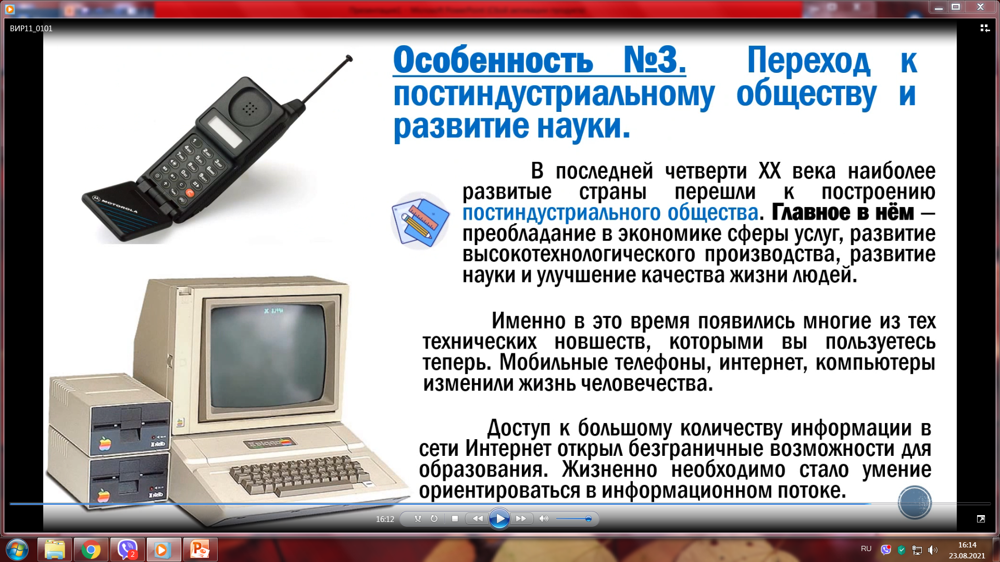 ВИР11_0101
Особенность №3. Переход к
постиндустриальному обществу и
развитие науки.
В последней четверти XX века наиболее
развитые страны перешли к построению
постиндустриального общества. Главное в нём –
преобладание в экономике сферы услуг, развитие
высокотехнологического производства, развитие
науки и улучшение качества жизни людей.
Именно в это время появились многие из тех
технических новшеств, которыми вы пользуетесь
теперь. Мобильные телефоны, интернет, компьютеры
изменили жизнь человечества.
Доступ к большому количеству информации в
сети Интернет открыл безграничные возможности для
образования. Жизненно необходимо стало умение
ориентироваться в информационном потоке.
MOTOROLA
16:12
2
RU
16:14
23.08.2021